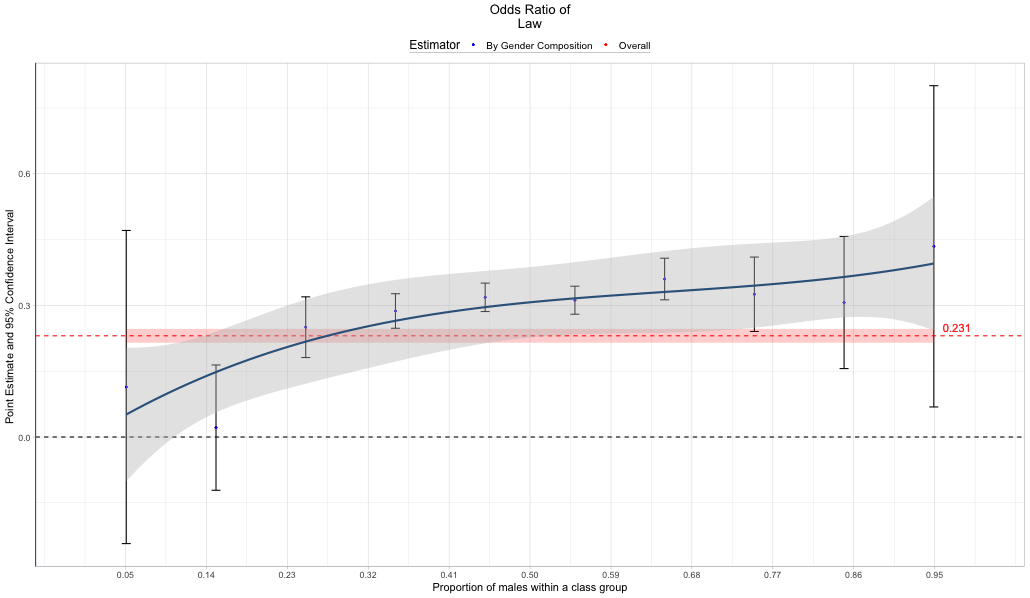 Odds Ratio of
Law
Estimator By Gender Composition Overall
Point Estimate and 95% Confidence Interval
0.6
0.3
0.0
0.231
0.05 0.14 0.23 0.32 0.41 0.50 0.59 0.68 0.77 0.86 0.95
Proportion of males within a class group